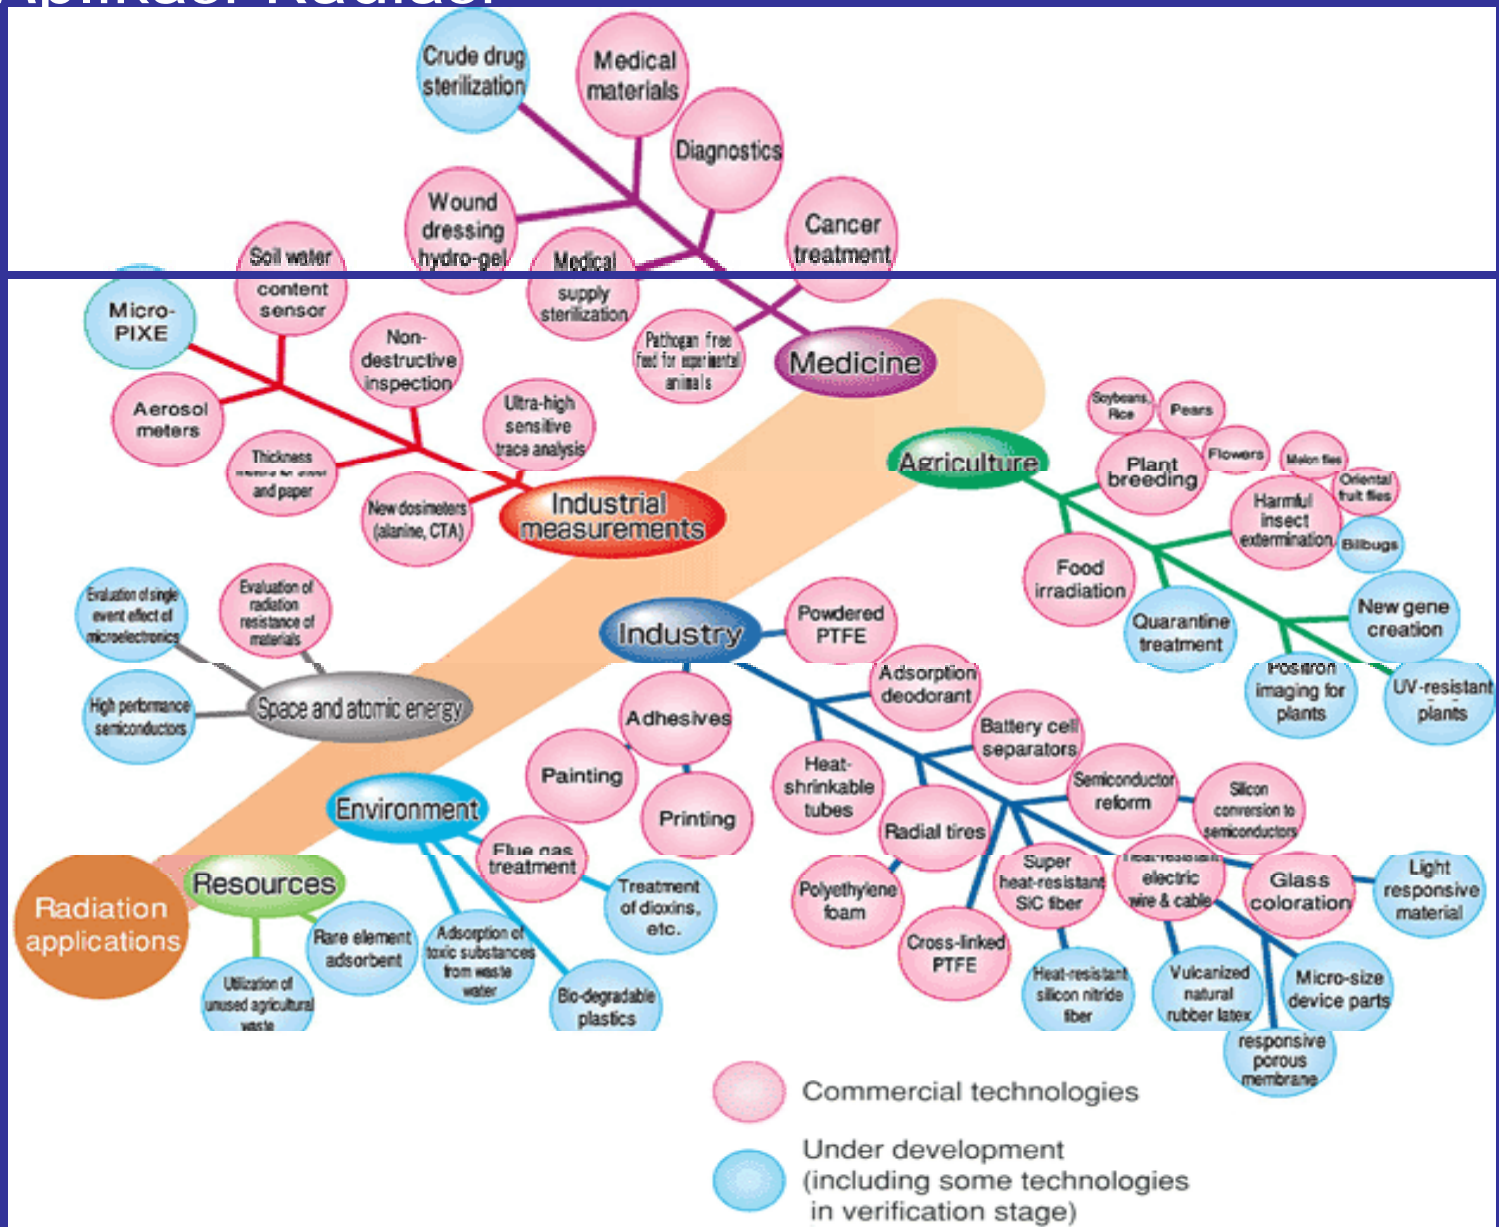 Aplikasi Radiasi
Crude drug
sterilization
Medical
materials
Diagnostics
Wound
dressing
hydro-gel
Cancer
treatment
Medical
supply
sterilization
Pathogan free
feed for experimental
animals
Medicine
Soil water
content
sensor
Micro-
PIXE
Non-
destructive
inspection
Aerosol
meters
Ultra-high
sensitive
trace analysis
Thickness
and paper
New dosimeters
(alanine, CTA)
Industrial
measurements
Agriculture
Soybeans,
Rice
Pears
Flowers
Plant
breeding
Melon flies
Oriental
fruit flies
Harmful
insect
extermination
Billbugs
Food
irradiation
Quarantine
treatment
New gene
creation
Positron
imaging for
plants
UV-resistant
plants
Evaluation of single
event effect of
microelectronics
Evaluation of
radiation
resistance of
materials
High performance
semiconductors
Space and atomic energy
Industry
Powdered
PTFE
Adhesives
Painting
Printing
Adsorption
deodorant
Heat-
shrinkable
tubes
Battery cell
separators
Radial tires
Polyethylene
foam
Cross-linked
PTFE
Semiconductor
reform
Silicon
conversion to
semiconductors
Super
heat-resistant
SiC fiber
Heat-resistant
silicon nitride
fiber
Heat-resistant
electric
wire & cable
Vulcanized
natural
rubber latex
Glass
coloration
Light
responsive
material
Micro-size
device parts
responsive
porous
membrane
Environment
Flue gas
treatment
Treatment
of dioxins,
etc.
Adsorption of
toxic substances
from waste
water
Bio-degradable
plastics
Resources
Rare element
adsorbent
Utilization of
unused agricultural
waste
Radiation
applications
Commercial technologies
Under development
(including some technologies
in verification stage)